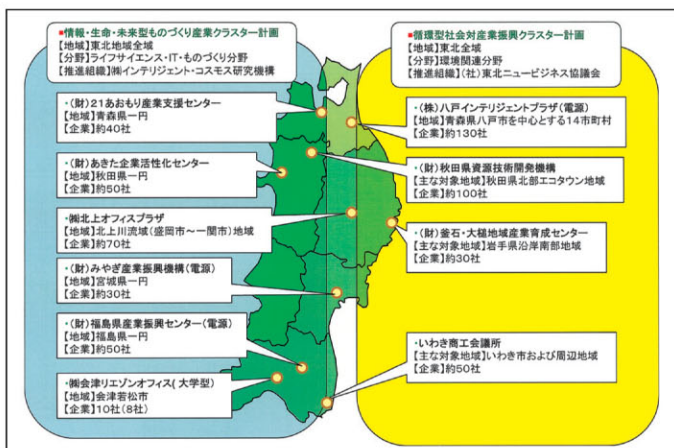 ■情報・生命・未来型ものづくり産業クラスター計画
【地域】東北地域全域
【分野】ライフサイエンス・IT・ものづくり分野
【推進組織】㈱インテリジェント・コスモス研究機構
・(財)21あおもり産業支援センター
【地域】青森県一円
【企業】約40社
・(財)あきた企業活性化センター
【地域】秋田県一円
【企業】約50社
・㈱北上オフィスプラザ
【地域】北上川流域(盛岡市～一関市)地域
【企業】約70社
・(財)みやぎ産業振興機構(電源)
【地域】宮城県一円
【企業】約30社
・(財)福島県産業振興センター(電源)
【地域】福島県一円
【企業】約50社
・㈱会津リエゾンオフィス(大学型)
【地域】会津若松市
【企業】10社(8社)
■循環型社会対応産業振興クラスター計画
【地域】東北全域
【分野】環境関連分野
【推進組織】(社)東北ニュービジネス協議会
・(株)八戸インテリジェントプラザ(電源)
【地域】青森県八戸市を中心とする14市町村
【企業】約130社
・(財)秋田県資源技術開発機構
【主な対象地域】秋田県北部エコタウン地域
【企業】約100社
・(財)釜石・大槌地域産業育成センター
【主な対象地域】岩手県沿岸南部地域
【企業】約30社
・いわき商工会議所
【主な対象地域】いわき市および周辺地域
【企業】約50社